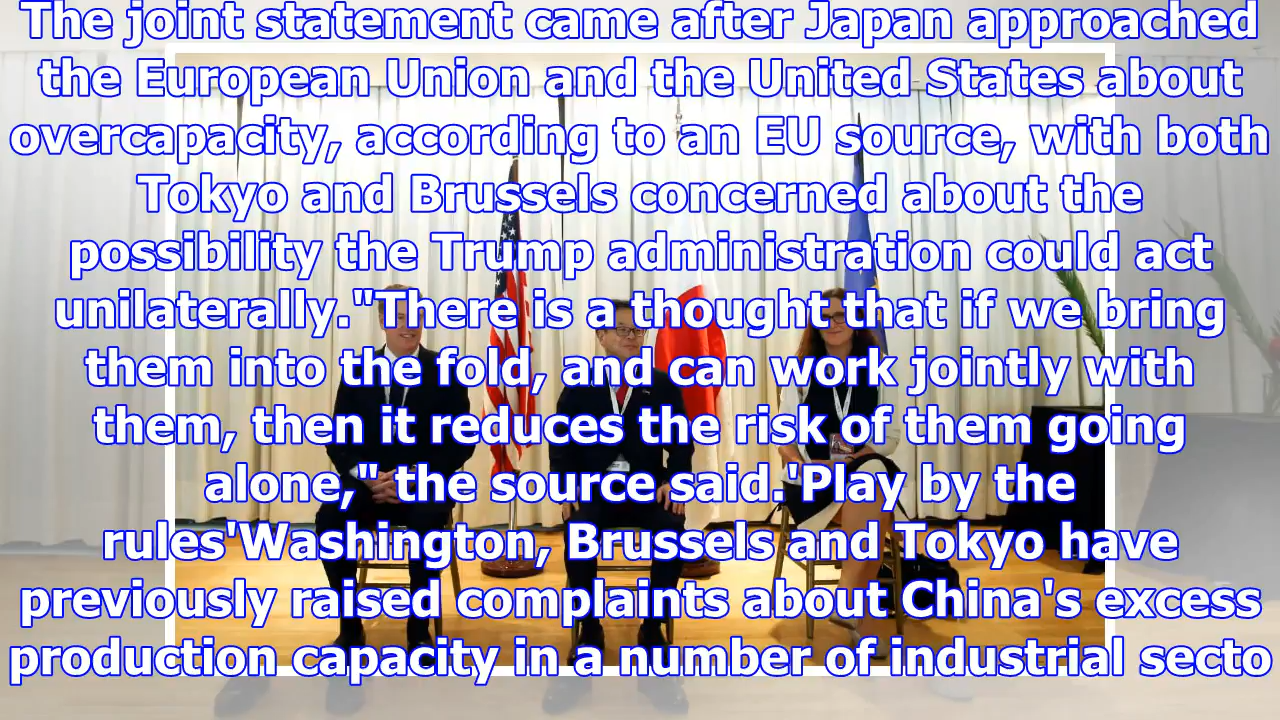 The joint statement came after Japan approached
the European Union and the United States about
overcapacity, according to an EU source, with both
Tokyo and Brussels concerned about the
possibility the Trump administration could act
unilaterally."There is a thought that if we bring
them into the fold, and can work jointly with
them, then it reduces the risk of them going
alone," the source said.'Play by the
rules'Washington, Brussels and Tokyo have
previously raised complaints about China's excess
production capacity in a number of industrial secto